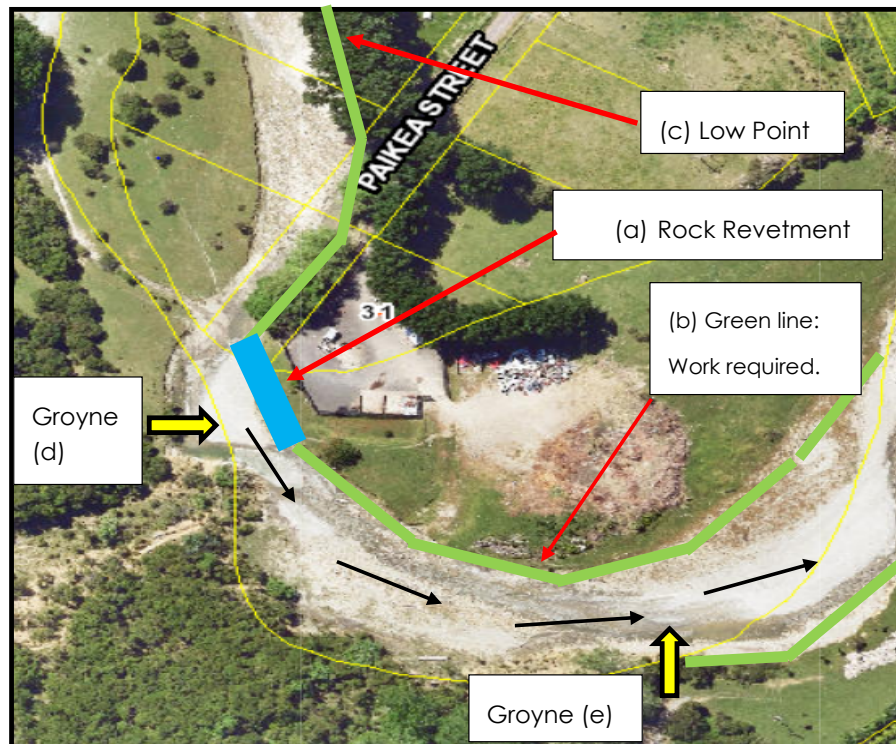 (c) Low Point
PAIKEA STREET
(a) Rock Revetment
31
(b) Green line:
Work required.
Groyne
(d)
Groyne (e)